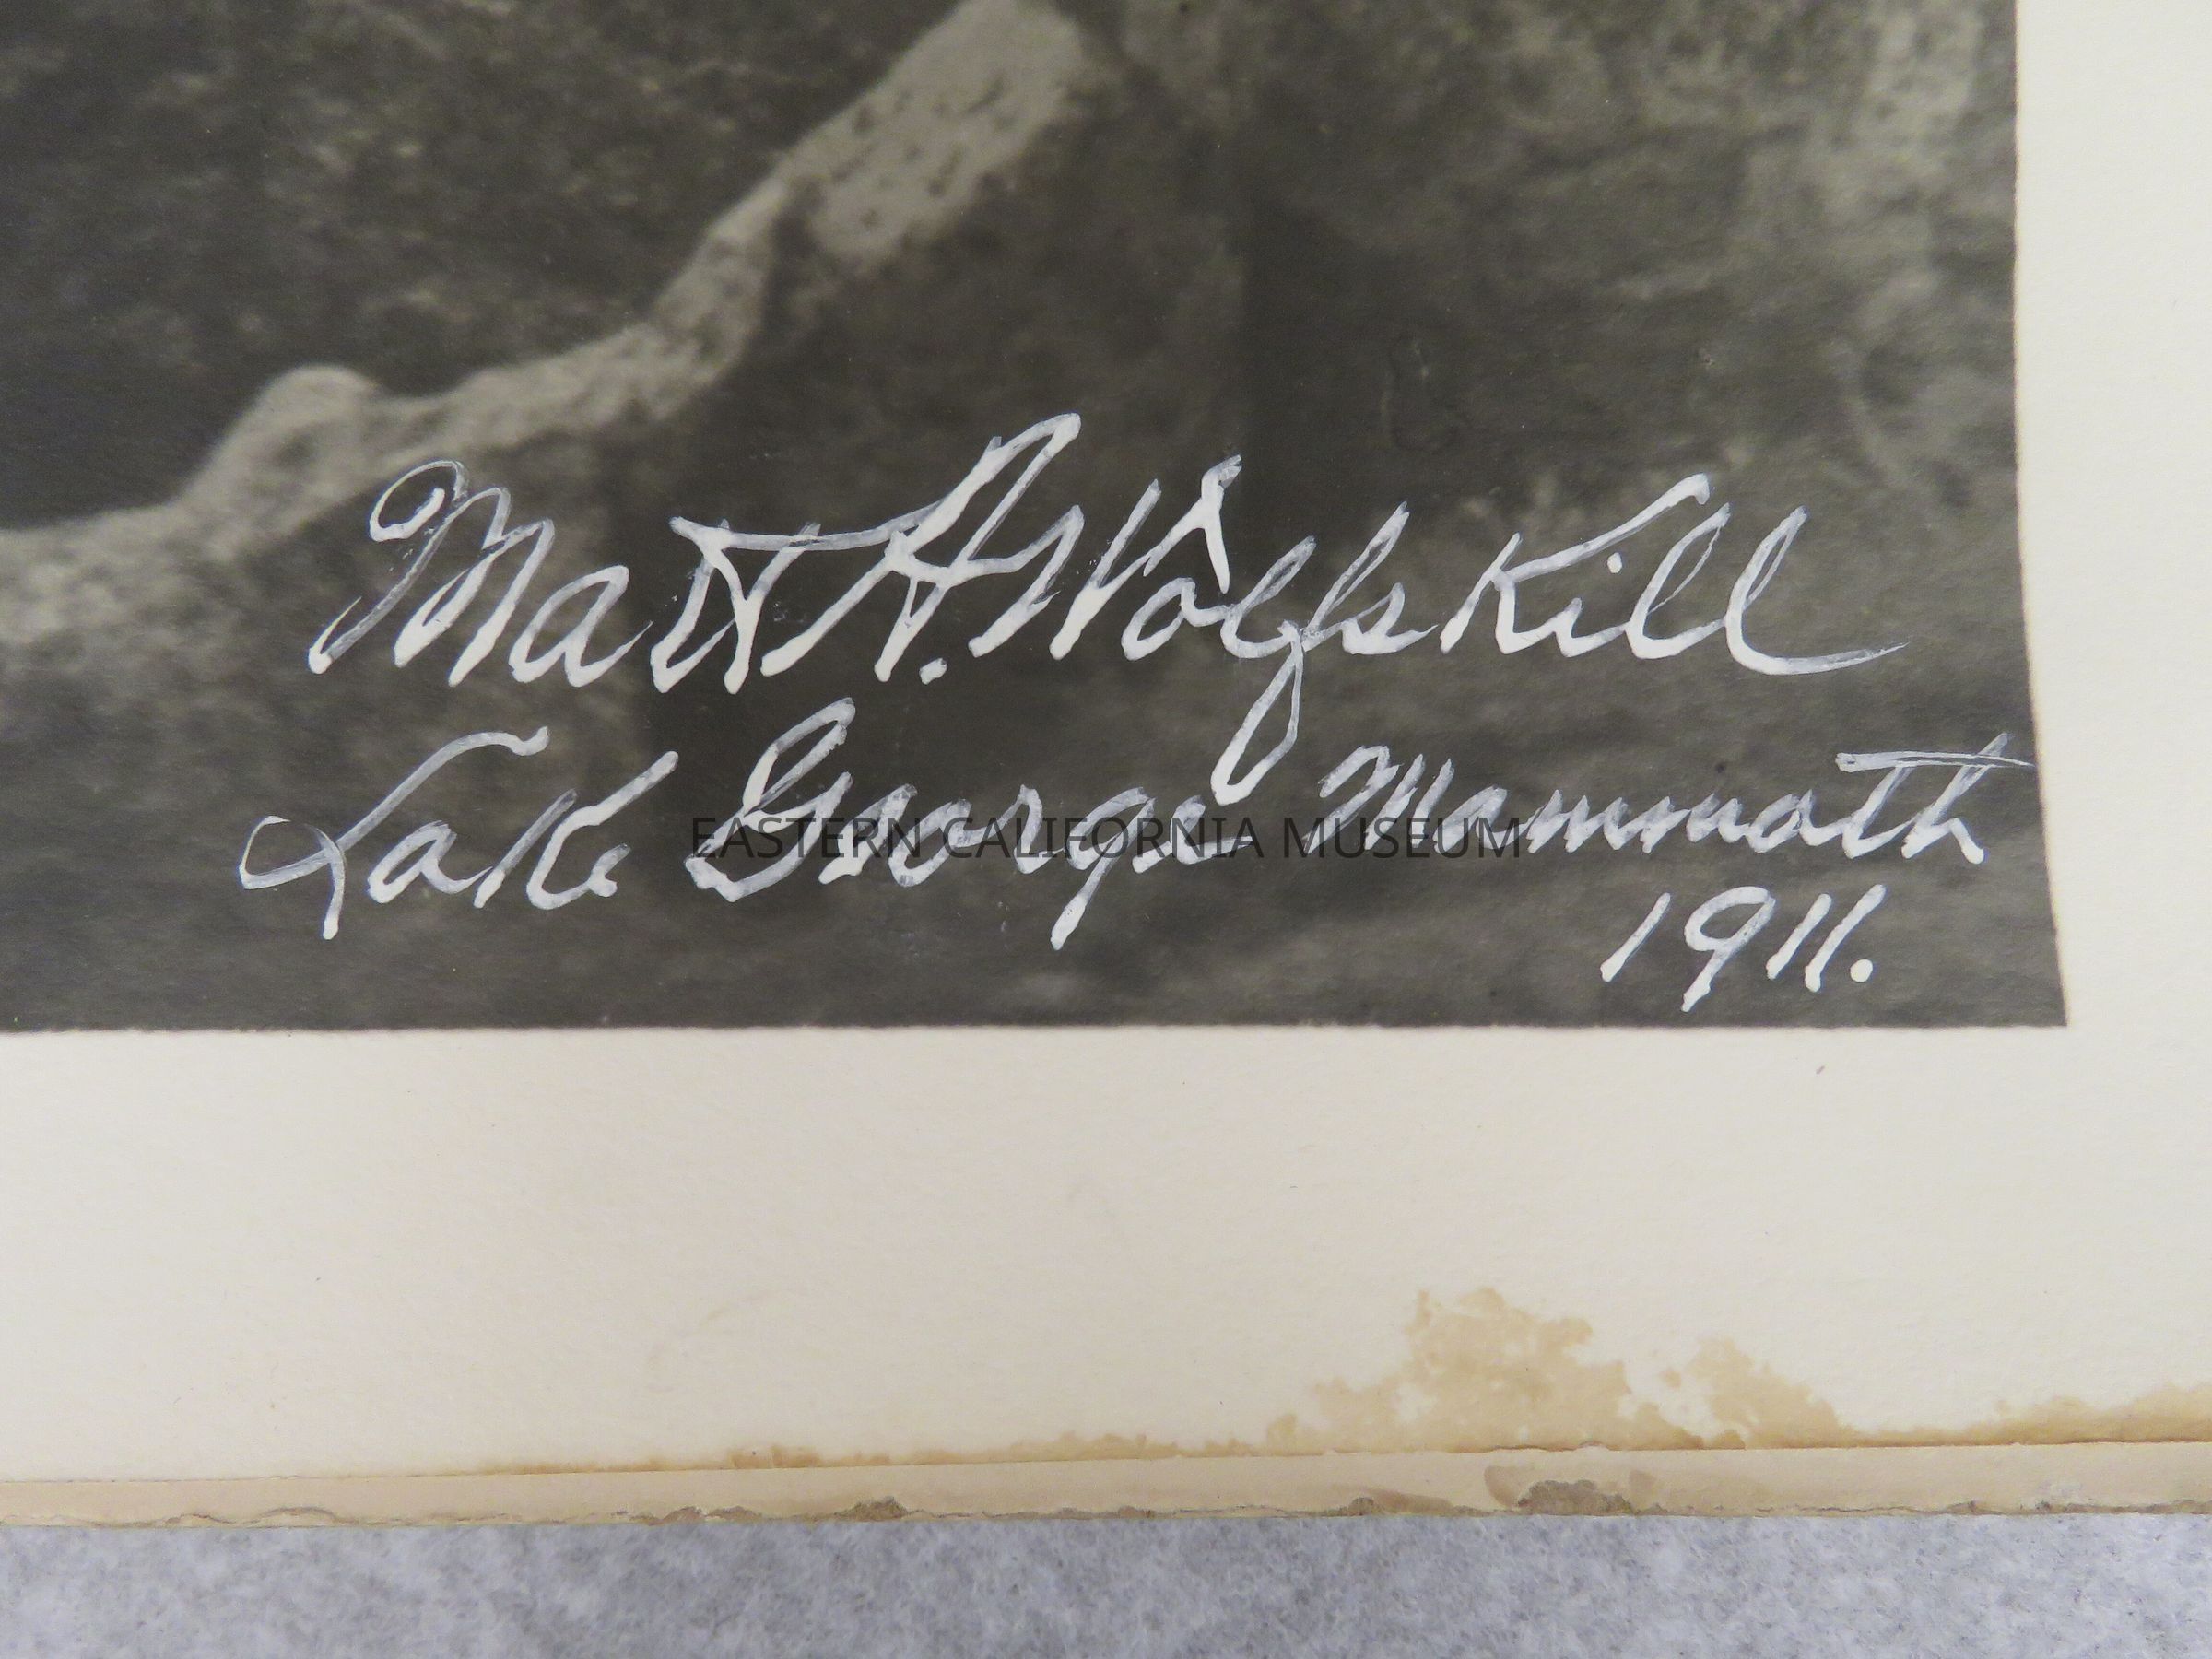 Matt H. Wolfskill
Lake George Mammoth
EASTERN CALIFORNIA MUSEUM
1911.